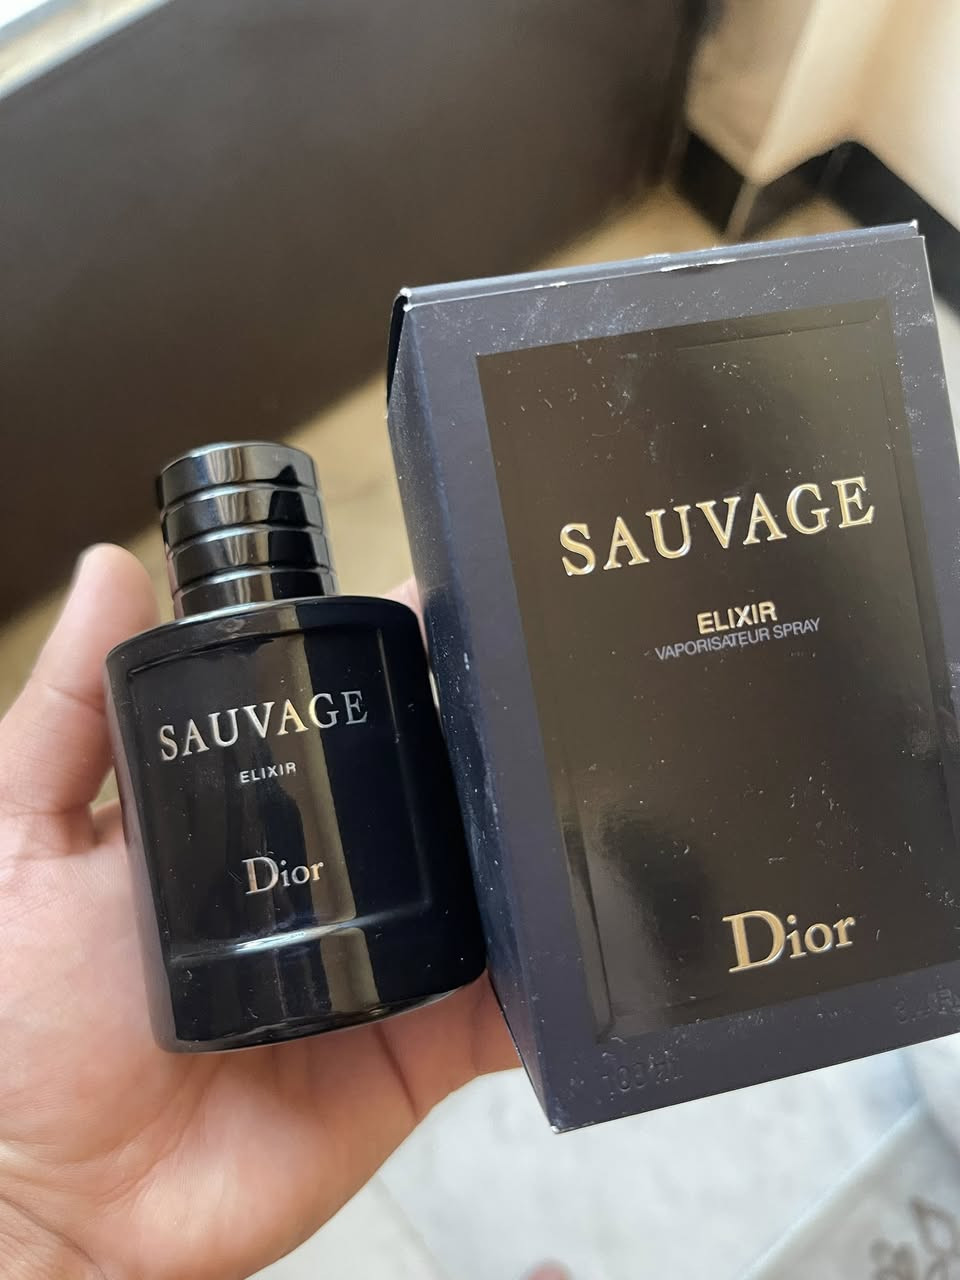 SAUVAGE
ELIXIR
Dior
SAUVAGE
ELIXIR
VAPORISATEUR SPRAY
Dior